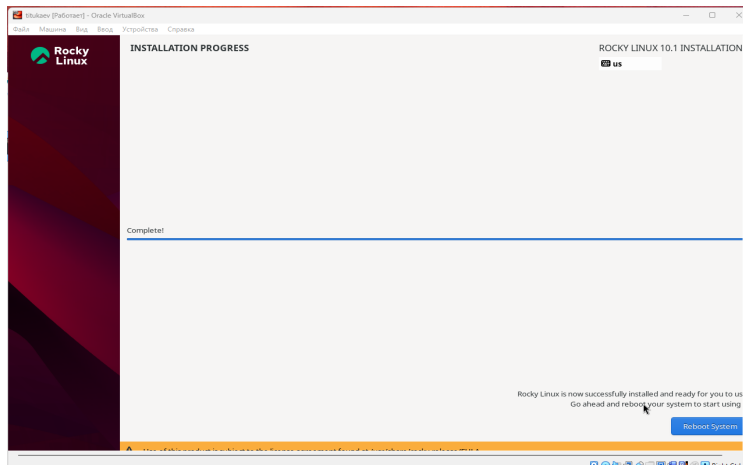 titukaev [Работает] - Oracle VirtualBox
Файл Машина Вид Ввод Устройства Справка
Rocky
Linux
INSTALLATION PROGRESS
ROCKY LINUX 10.1 INSTALLATION
us
Complete!
Rocky Linux is now successfully installed and ready for you to us
Go ahead and reboot your system to start using
Reboot System